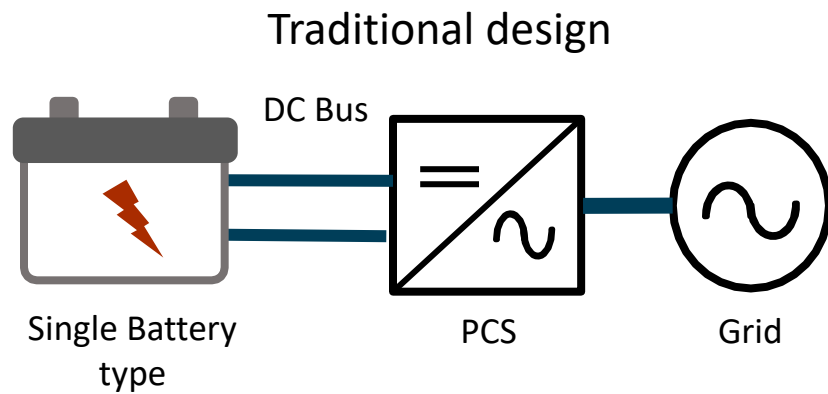 Traditional design
DC Bus
Single Battery
type
PCS
Grid